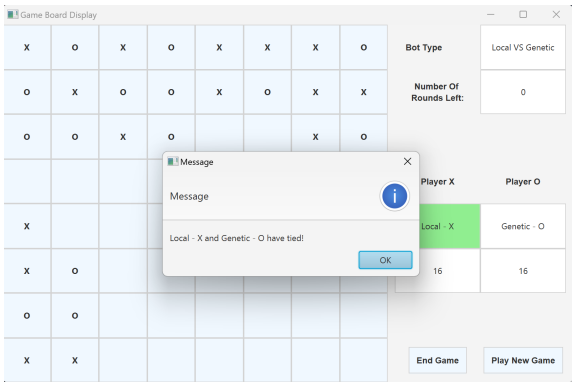 Game Board Display
X O X O X X X O
Bot Type
Local VS Genetic
O X O O X O X X
Number Of
Rounds Left:
0
O O X O X O
Message
Message
Local - X and Genetic - O have tied!
OK
Player X
Player O
X
Local - X
Genetic - O
X O
16
16
O O
X X
End Game
Play New Game